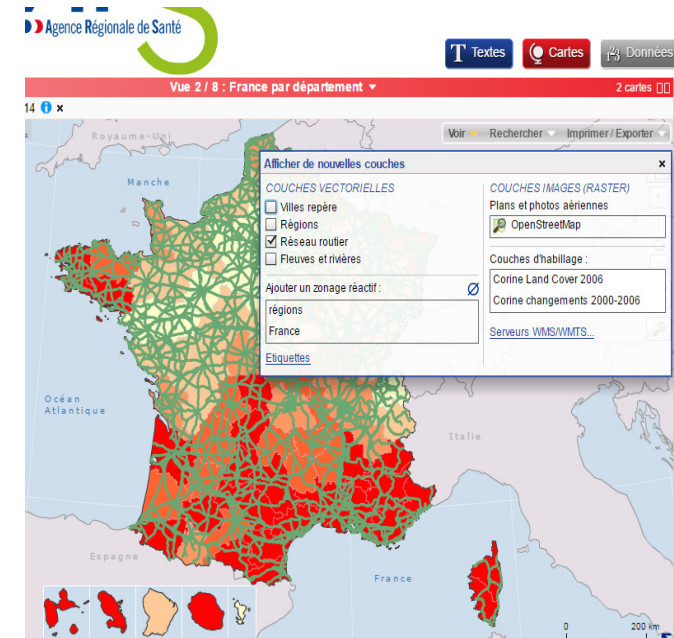 Agence Régionale de Santé
Textes
Cartes
123 Données
Vue 2 / 8 : France par département
2 cartes
14
Royaume-Uni
Voir
Rechercher
Imprimer / Exporter
Manche
Afficher de nouvelles couches
x
COUCHES VECTORIELLES
Villes repère
Régions
Réseau routier
Fleuves et rivières
Ajouter un zonage réactif :
régions
France
Etiquettes
COUCHES IMAGES (RASTER)
Plans et photos aériennes
OpenStreetMap
Couches d'habillage :
Corine Land Cover 2006
Corine changements 2000-2006
Serveurs WMS/WMTS...
Océan
Atlantique
Italie
Espagne
France
0
200 km